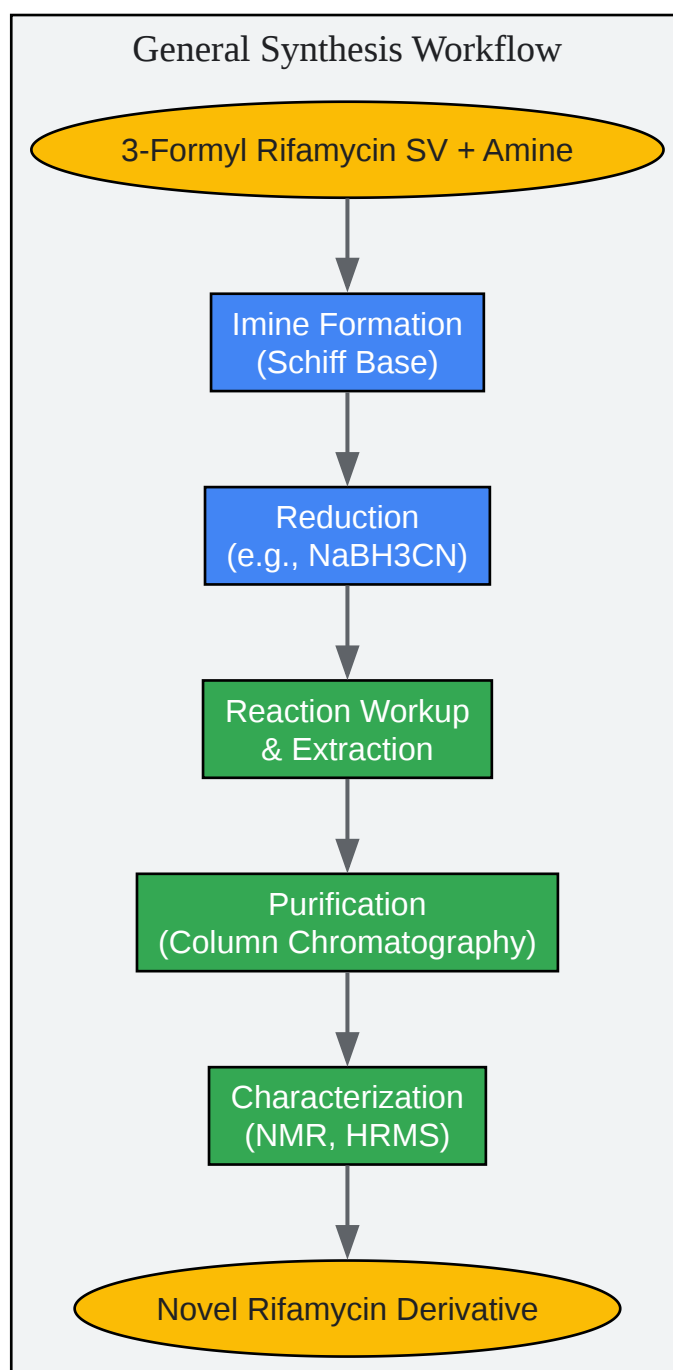 General Synthesis Workflow
3-Formyl Rifamycin SV + Amine
Imine Formation
(Schiff Base)
Reduction
(e.g., NaBH3CN)
Reaction Workup
& Extraction
Purification
(Column Chromatography)
Characterization
(NMR, HRMS)
Novel Rifamycin Derivative